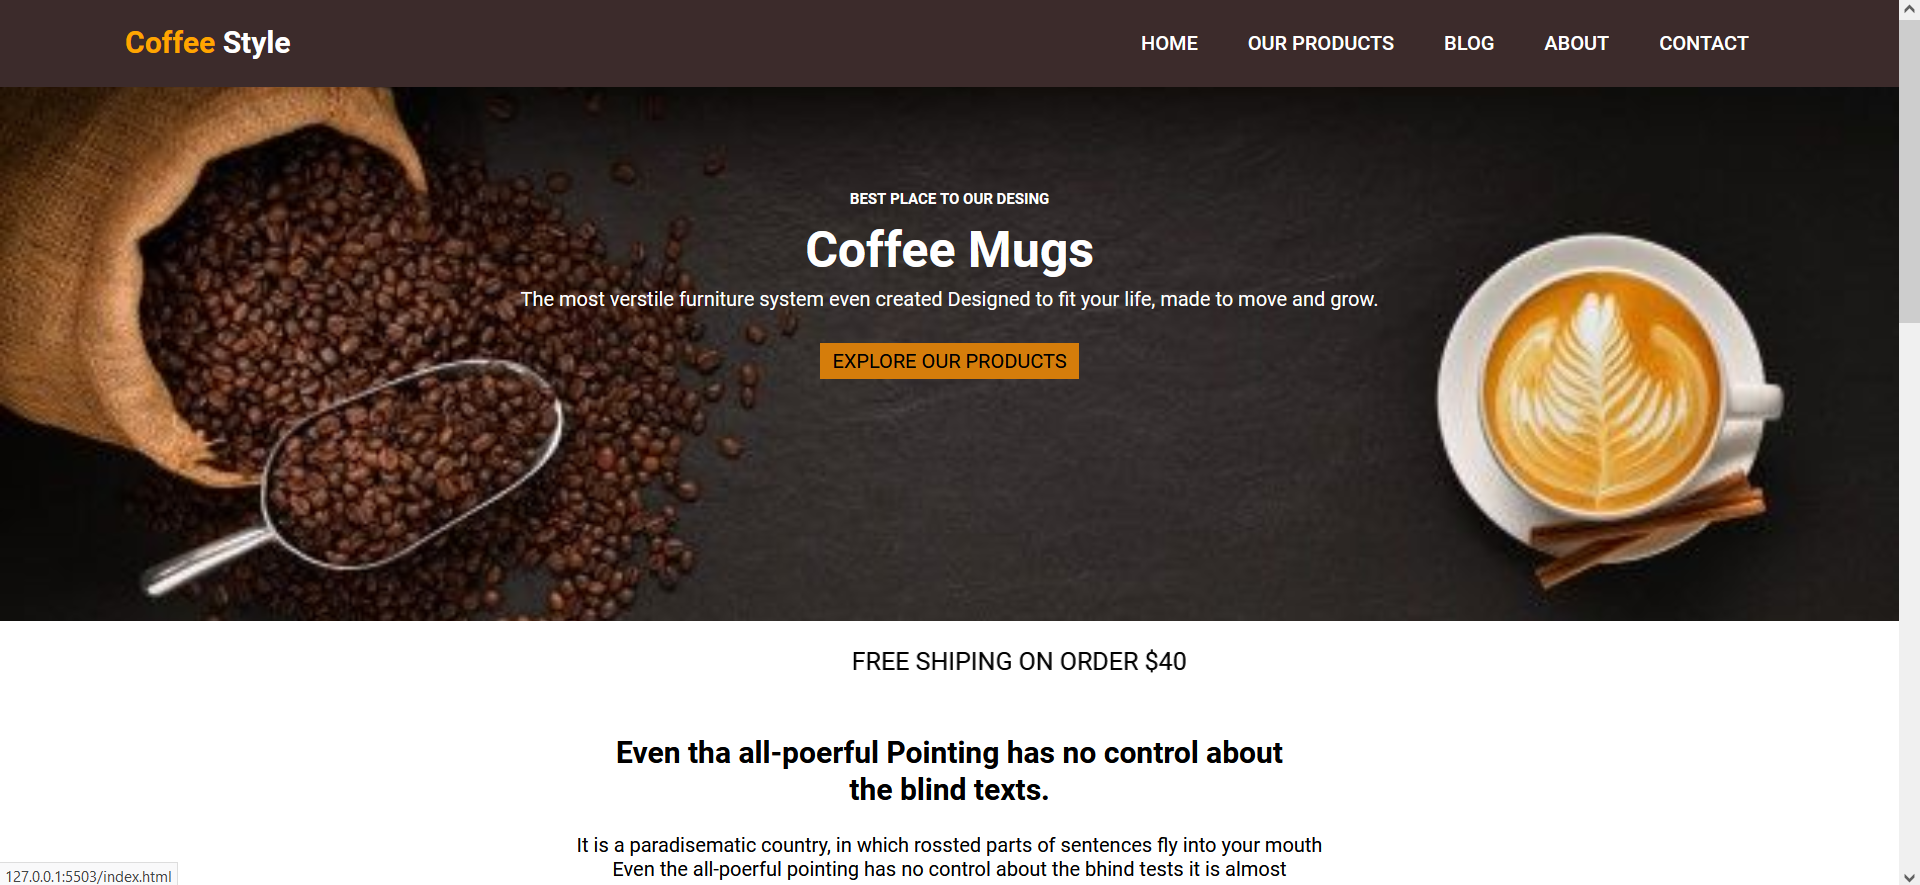 Coffee Style
HOME OUR PRODUCTS BLOG ABOUT CONTACT
BEST PLACE TO OUR DESING
Coffee Mugs
The most verstile furniture system even created Designed to fit your life, made to move and grow.
EXPLORE OUR PRODUCTS
FREE SHIPING ON ORDER $40
Even tha all-poerful Pointing has no control about
the blind texts.
It is a paradisematic country, in which rossted parts of sentences fly into your mouth
Even the all-poerful pointing has no control about the bhind tests it is almost
127.0.0.1:5503/index.html